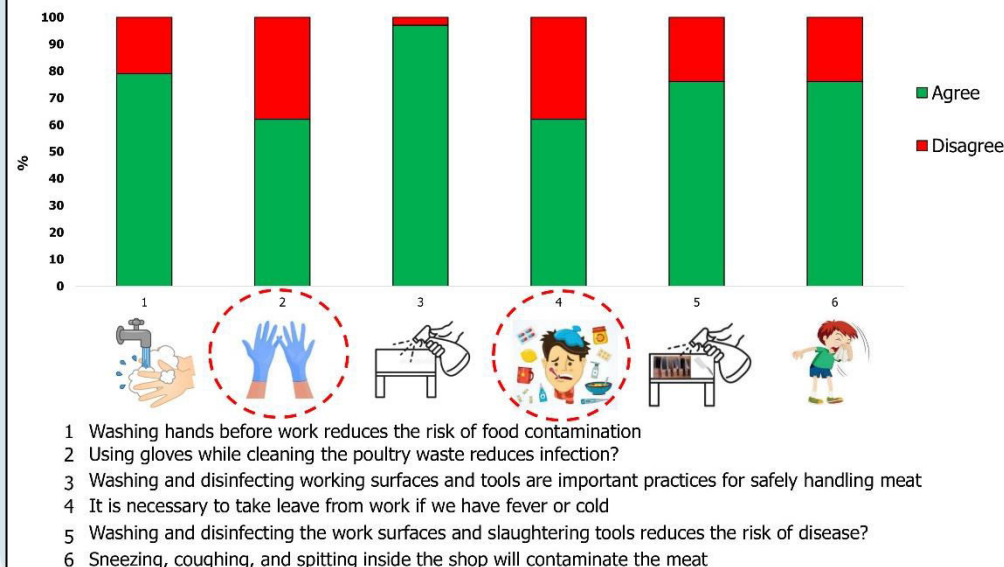 100
90
80
70
60
50
40
30
20
10
0
%
Agree
Disagree
1 2 3 4 5 6
1 Washing hands before work reduces the risk of food contamination
2 Using gloves while cleaning the poultry waste reduces infection?
3 Washing and disinfecting working surfaces and tools are important practices for safely handling meat
4 It is necessary to take leave from work if we have fever or cold
5 Washing and disinfecting the work surfaces and slaughtering tools reduces the risk of disease?
6 Sneezing, coughing, and spitting inside the shop will contaminate the meat